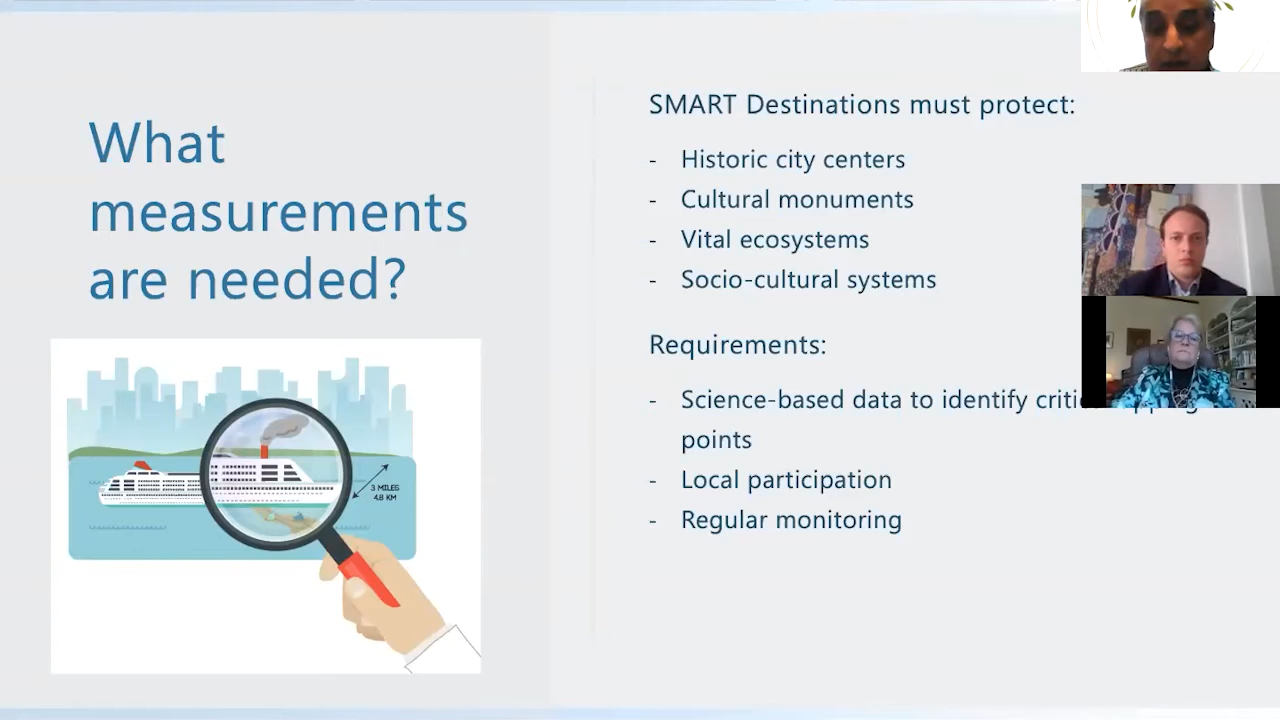 What
measurements
are needed?
SMART Destinations must protect:
- Historic city centers
- Cultural monuments
- Vital ecosystems
- Socio-cultural systems
Requirements:
- Science-based data to identify
points
- Local participation
- Regular monitoring
3 MILES
4.8 KM